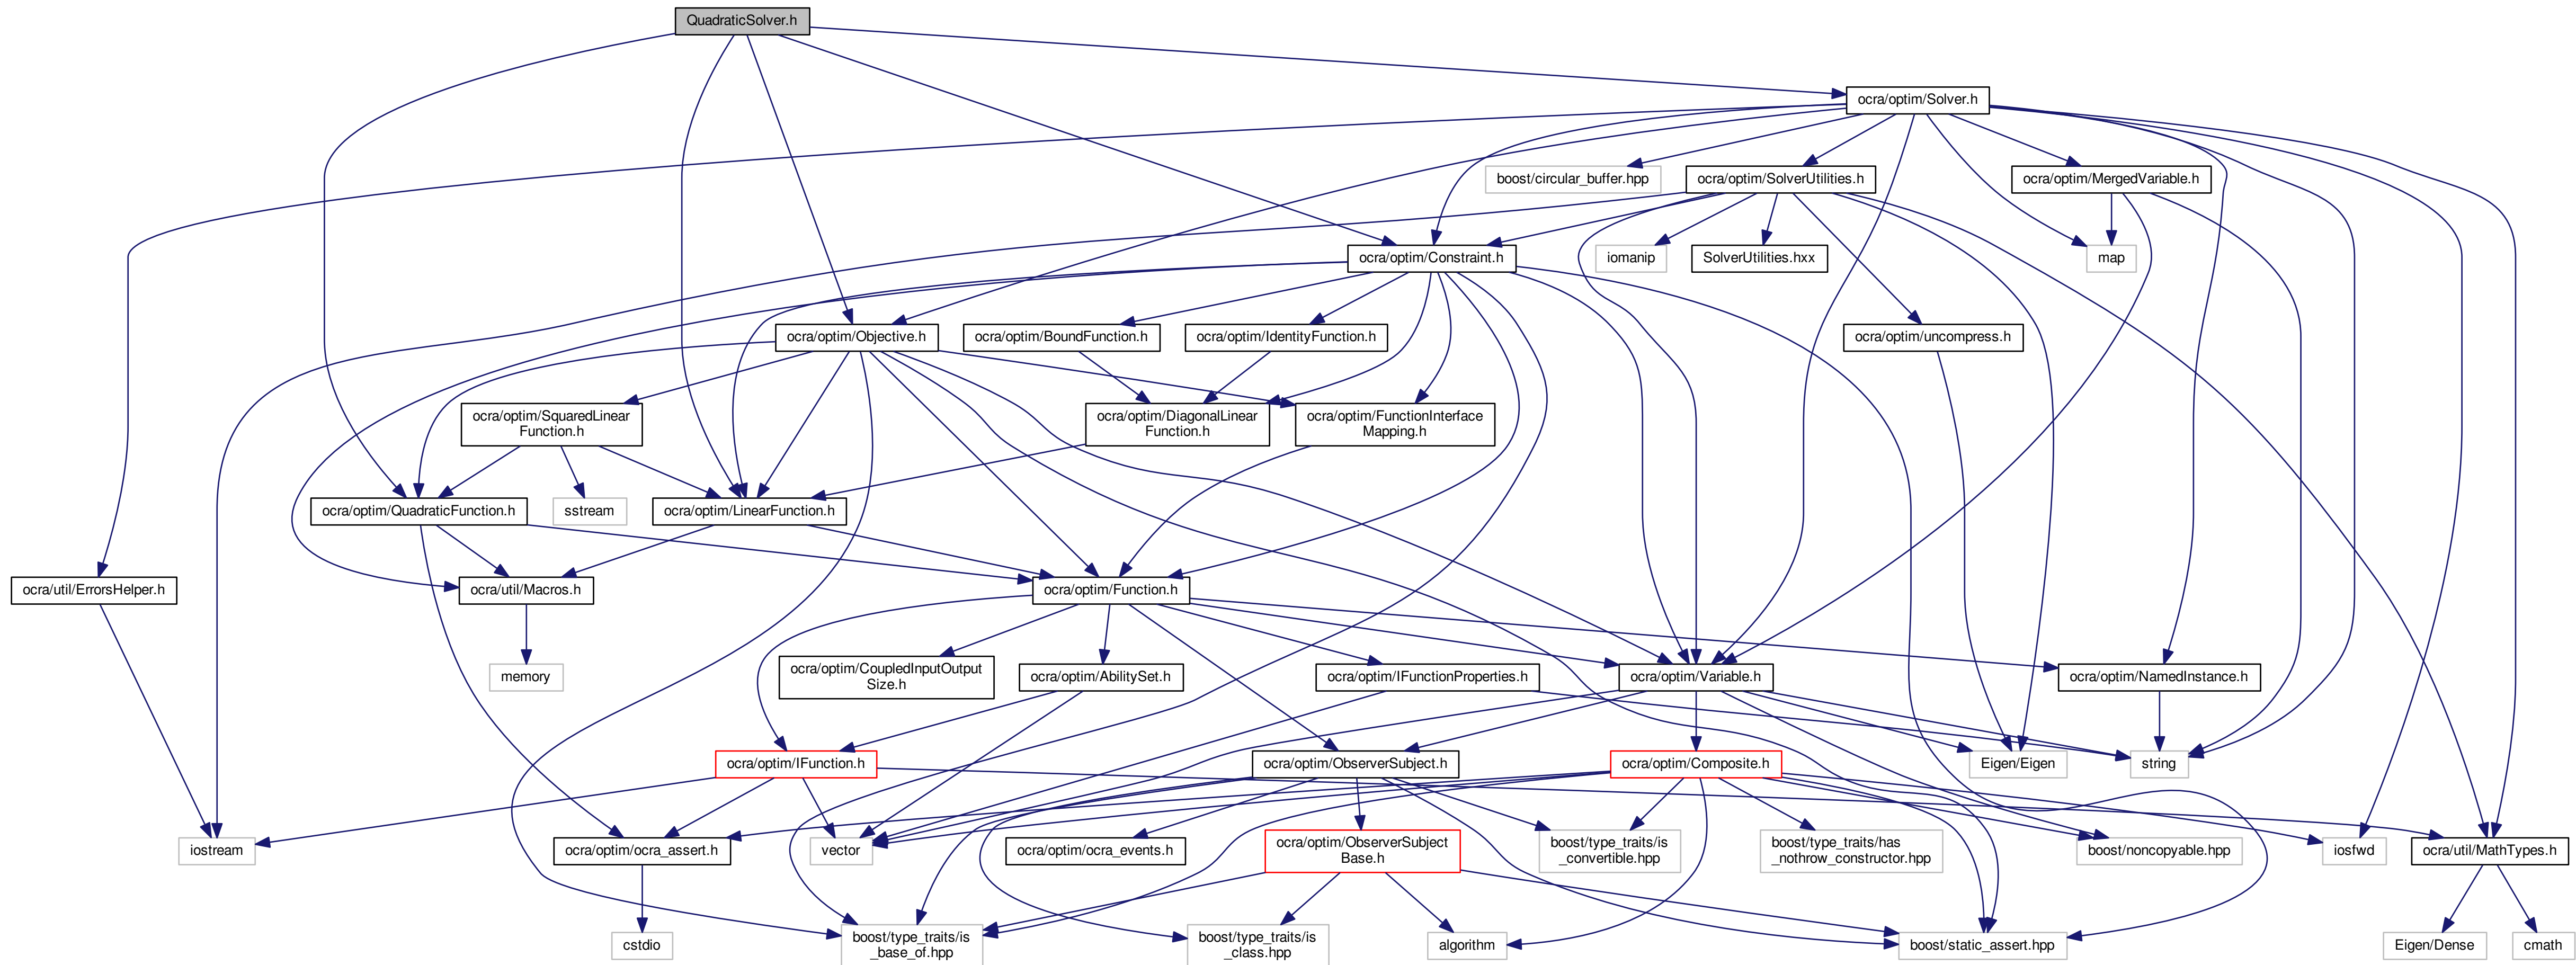 QuadraticSolver.h
ocra/optim/Solver.h
boost/circular_buffer.hpp
ocra/optim/SolverUtilities.h
ocra/optim/MergedVariable.h
ocra/optim/Constraint.h
iomanip
SolverUtilities.hxx
map
ocra/optim/Objective.h
ocra/optim/BoundFunction.h
ocra/optim/IdentityFunction.h
ocra/optim/uncompress.h
ocra/optim/SquaredLinear
Function.h
ocra/optim/DiagonalLinear
Function.h
ocra/optim/FunctionInterface
Mapping.h
ocra/optim/QuadraticFunction.h
sstream
ocra/optim/LinearFunction.h
ocra/util/ErrorsHelper.h
ocra/util/Macros.h
ocra/optim/Function.h
memory
ocra/optim/CoupledInputOutput
Size.h
ocra/optim/AbilitySet.h
ocra/optim/IFunctionProperties.h
ocra/optim/Variable.h
ocra/optim/NamedInstance.h
ocra/optim/IFunction.h
ocra/optim/ObserverSubject.h
ocra/optim/Composite.h
Eigen/Eigen
string
iostream
ocra/optim/ocra_assert.h
vector
ocra/optim/ocra_events.h
ocra/optim/ObserverSubject
Base.h
boost/type_traits/is
_convertible.hpp
boost/type_traits/has
_nothrow_constructor.hpp
boost/noncopyable.hpp
iosfwd
ocra/util/MathTypes.h
cstdio
boost/type_traits/is
_base_of.hpp
boost/type_traits/is
_class.hpp
algorithm
boost/static_assert.hpp
Eigen/Dense
cmath